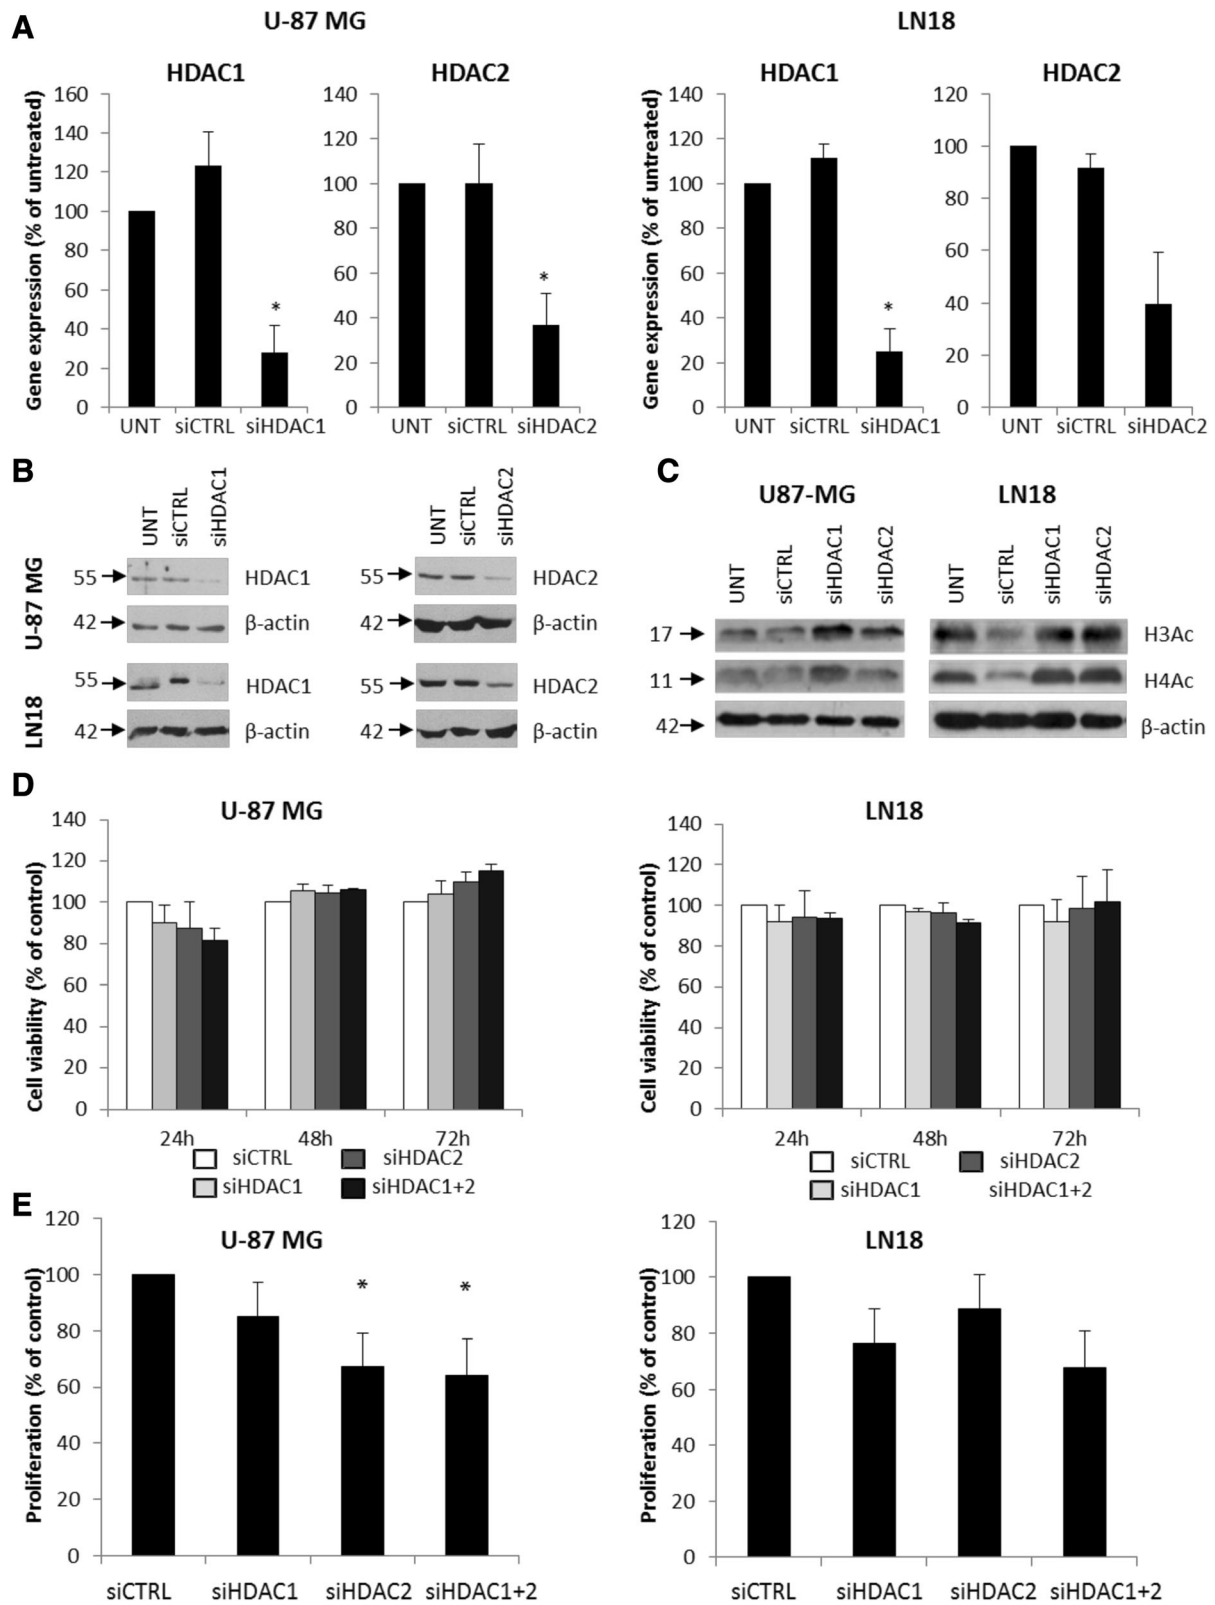 A
U-87 MG
LN18
HDAC1
HDAC2
HDAC1
HDAC2
Gene expression (% of untreated)
160
140
120
100
80
60
40
20
0
*
UNT siCTRL siHDAC1
140
120
100
80
60
40
20
0
*
UNT siCTRL siHDAC2
Gene expression (% of untreated)
140
120
100
80
60
40
20
0
*
UNT siCTRL siHDAC1
120
100
80
60
40
20
0
UNT siCTRL siHDAC2
B
UNT siCTRL siHDAC1
UNT siCTRL siHDAC2
U-87 MG
55 HDAC1
42 β-actin
55 HDAC2
42 β-actin
LN18
55 HDAC1
42 β-actin
55 HDAC2
42 β-actin
C
U87-MG
LN18
UNT siCTRL siHDAC1 siHDAC2
UNT siCTRL siHDAC1 siHDAC2
17 H3Ac
11 H4Ac
42 β-actin
D
U-87 MG
Cell viability (% of control)
140
120
100
80
60
40
20
0
24h 48h 72h
siCTRL siHDAC2
siHDAC1 siHDAC1+2
LN18
Cell viability (% of control)
140
120
100
80
60
40
20
0
24h 48h 72h
siCTRL siHDAC2
siHDAC1 siHDAC1+2
E
U-87 MG
Proliferation (% of control)
120
100
80
60
40
20
0
* *
siCTRL siHDAC1 siHDAC2 siHDAC1+2
LN18
Proliferation (% of control)
120
100
80
60
40
20
0
siCTRL siHDAC1 siHDAC2 siHDAC1+2